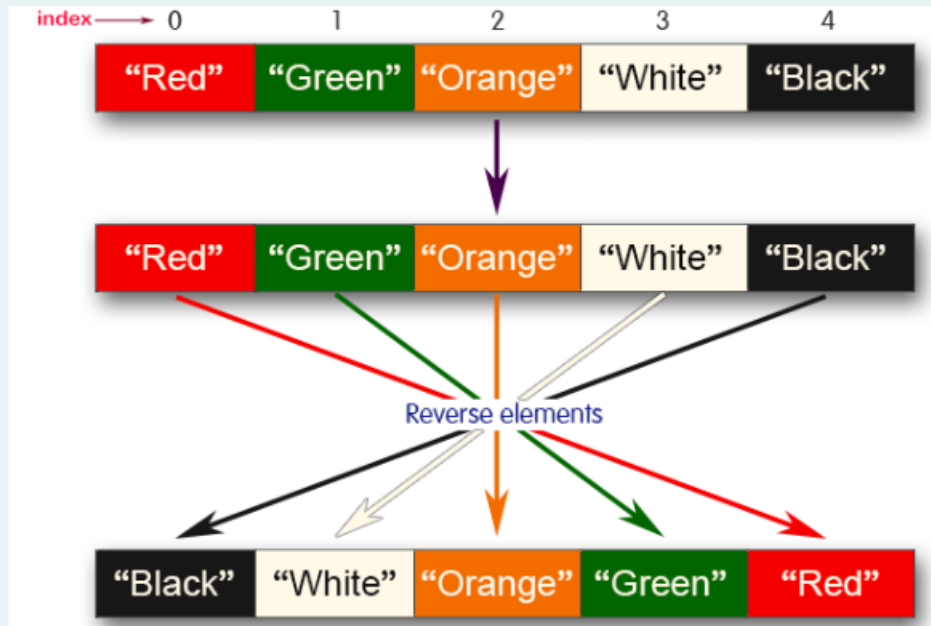 index 0 1 2 3 4
“Red” “Green” “Orange” “White” “Black”
“Red” “Green” “Orange” “White” “Black”
Reverse elements
“Black” “White” “Orange” “Green” “Red”